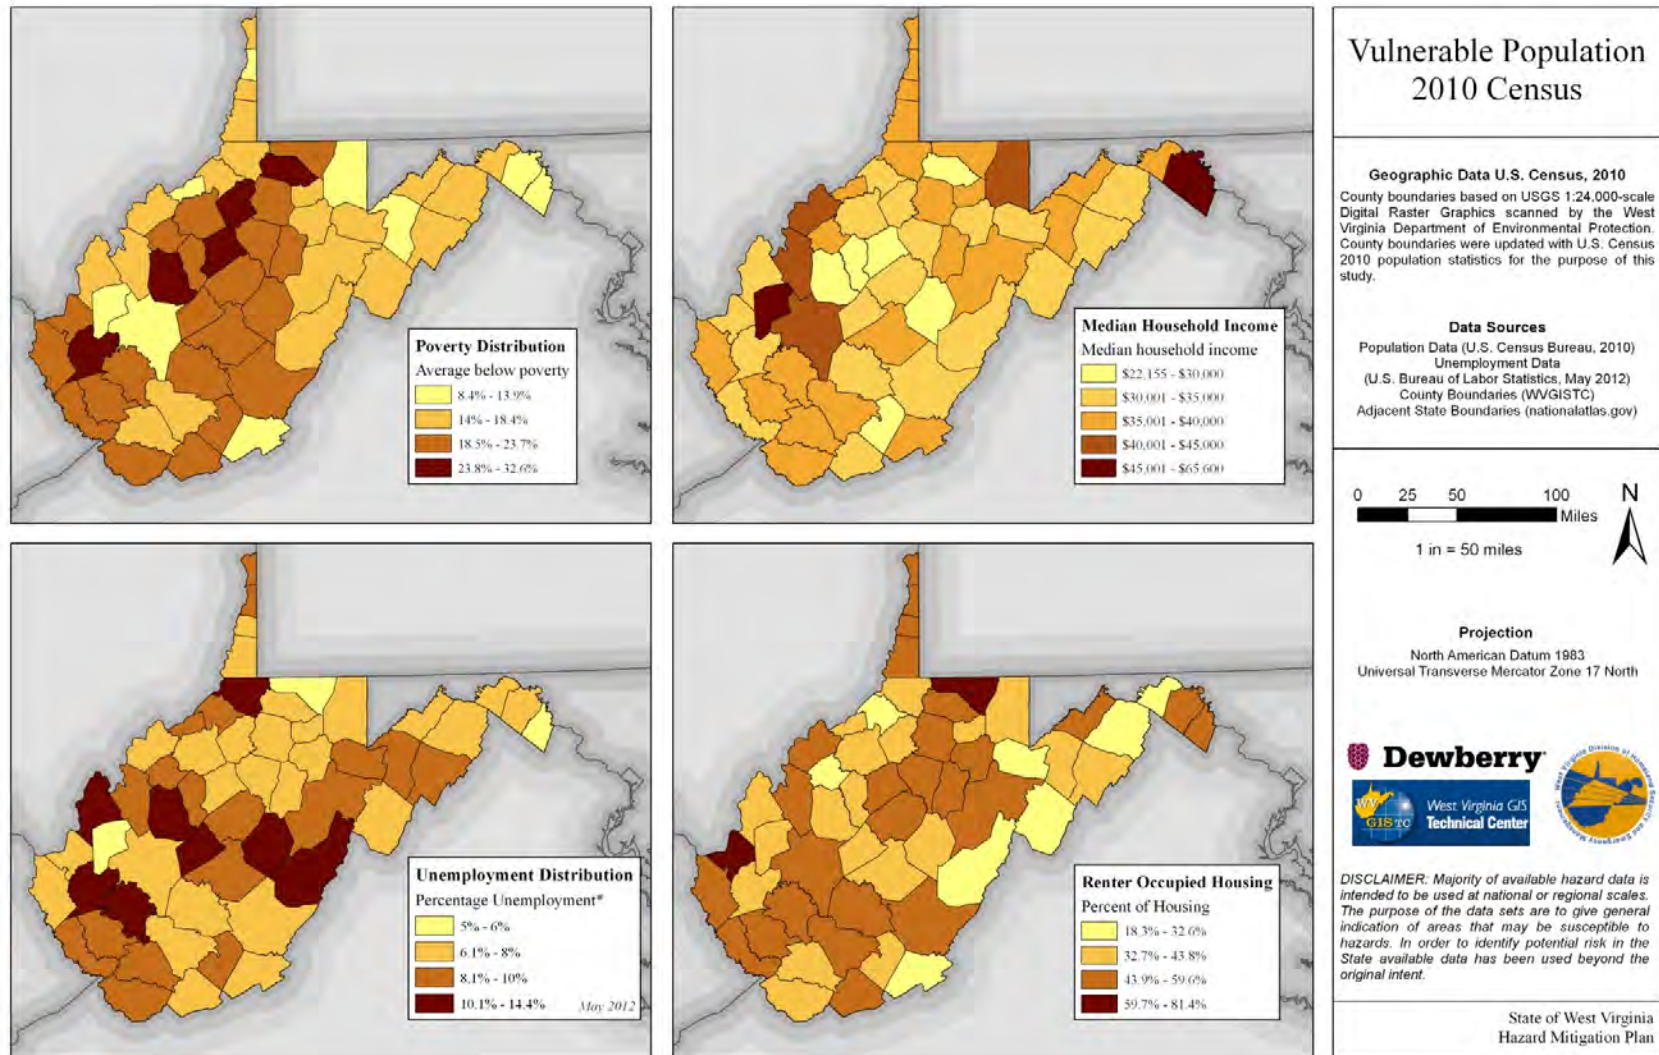 Poverty Distribution
Average below poverty
8.4% - 13.9%
14% - 18.4%
18.5% - 23.7%
23.8% - 32.6%
Median Household Income
Median household income
$22,155 - $30,000
$30,001 - $35,000
$35,001 - $40,000
$40,001 - $45,000
$45,001 - $65,600
Unemployment Distribution
Percentage Unemployment*
5% - 6%
6.1% - 8%
8.1% - 10%
10.1% - 14.4%
May 2012
Renter Occupied Housing
Percent of Housing
18.3% - 32.6%
32.7% - 43.8%
43.9% - 59.6%
59.7% - 81.4%
Vulnerable Population
2010 Census
Geographic Data U.S. Census, 2010
County boundaries based on USGS 1:24,000-scale
Digital Raster Graphics scanned by the West
Virginia Department of Environmental Protection.
County boundaries were updated with U.S. Census
2010 population statistics for the purpose of this
study.
Data Sources
Population Data (U.S. Census Bureau, 2010)
Unemployment Data
(U.S. Bureau of Labor Statistics, May 2012)
County Boundaries (WVGISTC)
Adjacent State Boundaries (nationalatlas.gov)
0 25 50 100
Miles
N
1 in = 50 miles
Projection
North American Datum 1983
Universal Transverse Mercator Zone 17 North
Dewberry
WV
GISTC
West Virginia GIS
Technical Center
West Virginia Division of Homeland Security and Emergency Management
DISCLAIMER: Majority of available hazard data is
intended to be used at national or regional scales.
The purpose of the data sets are to give general
indication of areas that may be susceptible to
hazards. In order to identify potential risk in the
State available data has been used beyond the
original intent.
State of West Virginia
Hazard Mitigation Plan